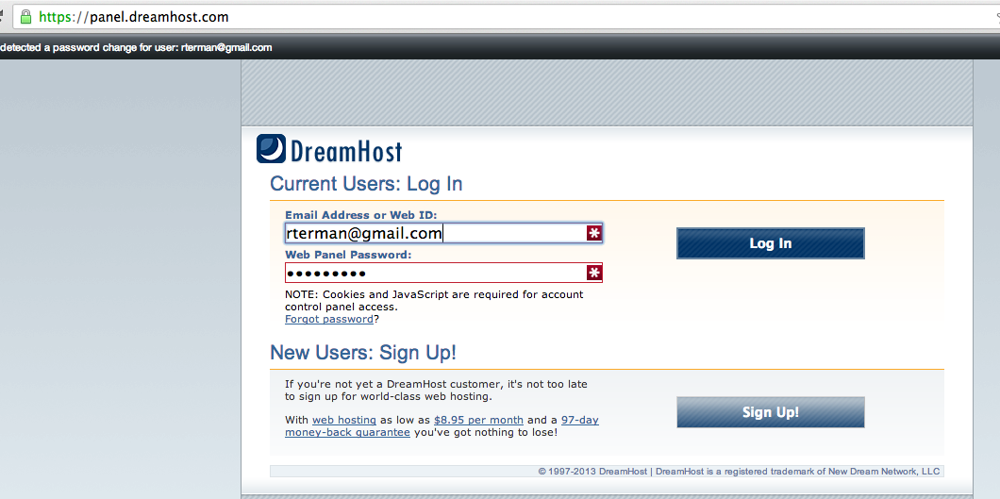 https://panel.dreamhost.com
detected a password change for user: rterman@gmail.com
DreamHost
Current Users: Log In
Email Address or Web ID:
rterman@gmail.com
Log In
Web Panel Password:
•••••••••
NOTE: Cookies and JavaScript are required for account
control panel access.
Forgot password?
New Users: Sign Up!
If you're not yet a DreamHost customer, it's not too late
to sign up for world-class web hosting.
Sign Up!
With web hosting as low as $8.95 per month and a 97-day
money-back guarantee you've got nothing to lose!
© 1997-2013 DreamHost | DreamHost is a registered trademark of New Dream Network, LLC